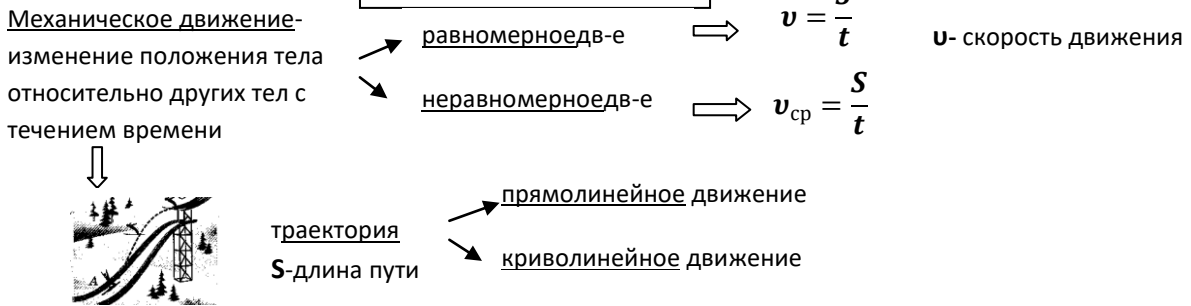 Механическое движение-
изменение положения тела
относительно других тел с
течением времени
равномерноедв-е
υ = S/t
υ- скорость движения
неравномерноедв-е
υср = S/t
траектория
S-длина пути
прямолинейное движение
криволинейное движение
A